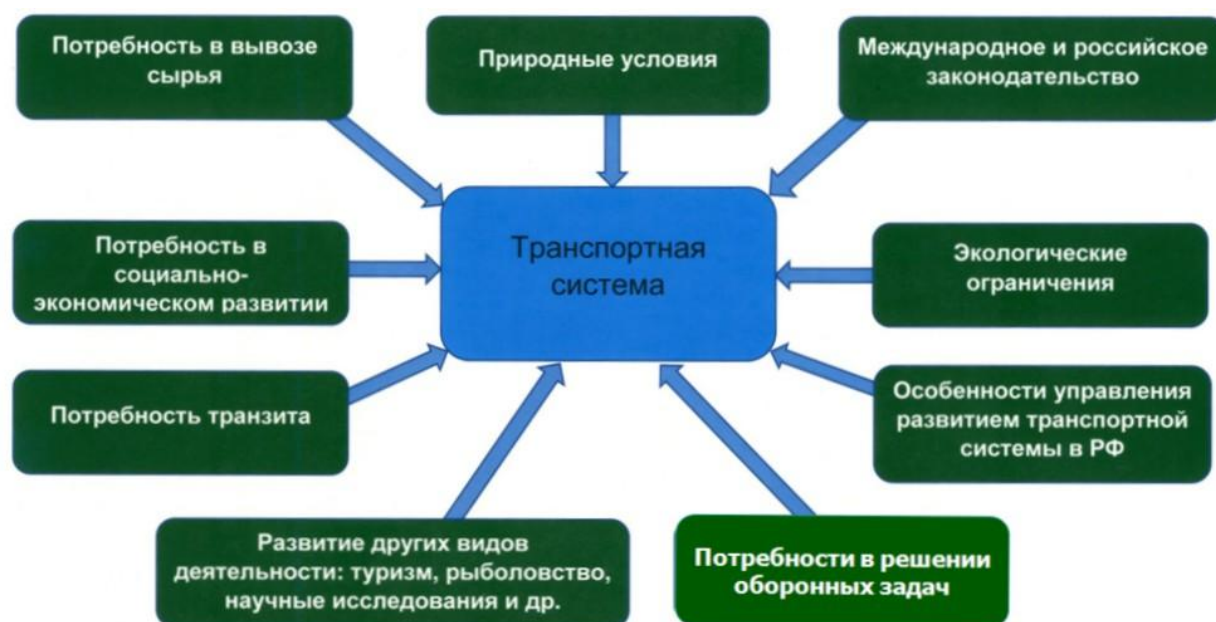 Потребность в вывозе
сырья
Природные условия
Международное и российское
законодательство
Потребность в
социально-
экономическом развитии
Транспортная
система
Экологические
ограничения
Потребность транзита
Особенности управления
развитием транспортной
системы в РФ
Развитие других видов
деятельности: туризм, рыболовство,
научные исследования и др.
Потребности в решении
оборонных задач